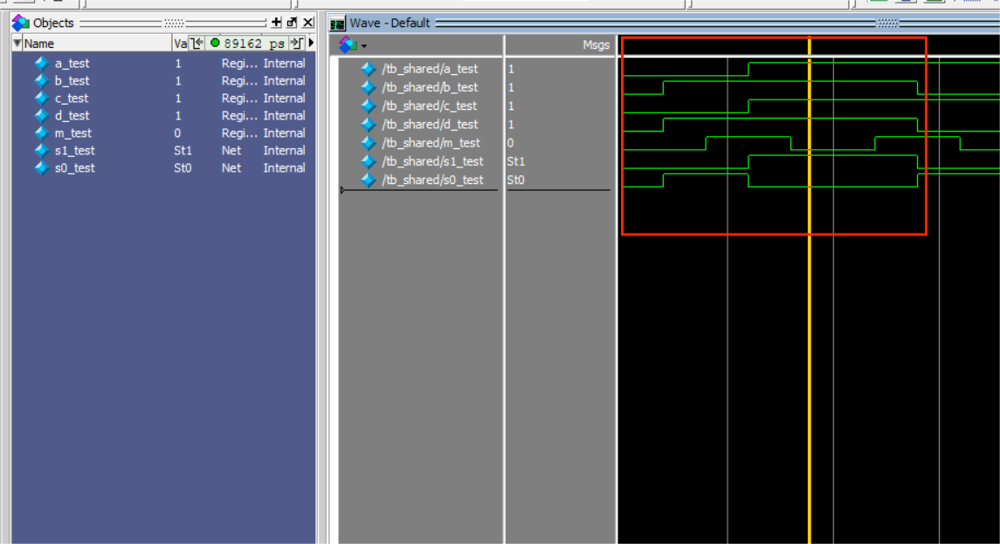 Objects
Name Va 89162 ps
a_test 1 Regi... Internal
b_test 1 Regi... Internal
c_test 1 Regi... Internal
d_test 1 Regi... Internal
m_test 0 Regi... Internal
s1_test St1 Net Internal
s0_test St0 Net Internal
Wave - Default
Msgs
/tb_shared/a_test 1
/tb_shared/b_test 1
/tb_shared/c_test 1
/tb_shared/d_test 1
/tb_shared/m_test 0
/tb_shared/s1_test St1
/tb_shared/s0_test St0